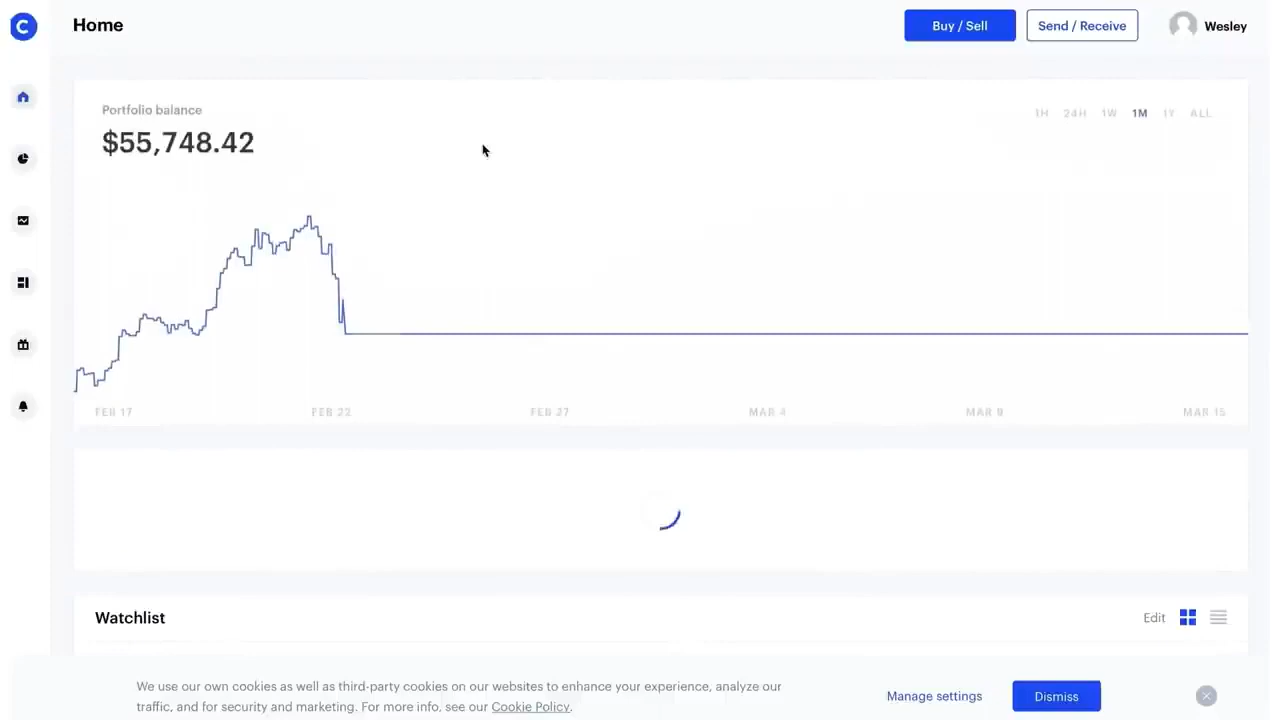 Home
Buy / Sell
Send / Receive
Wesley
Portfolio balance
$55,748.42
1H 24H 1W 1M 1Y ALL
FEB 17 FEB 22 FEB 27 MAR 4 MAR 9 MAR 15
Watchlist
Edit
We use our own cookies as well as third-party cookies on our websites to enhance your experience, analyze our
traffic, and for security and marketing. For more info, see our Cookie Policy.
Manage settings
Dismiss